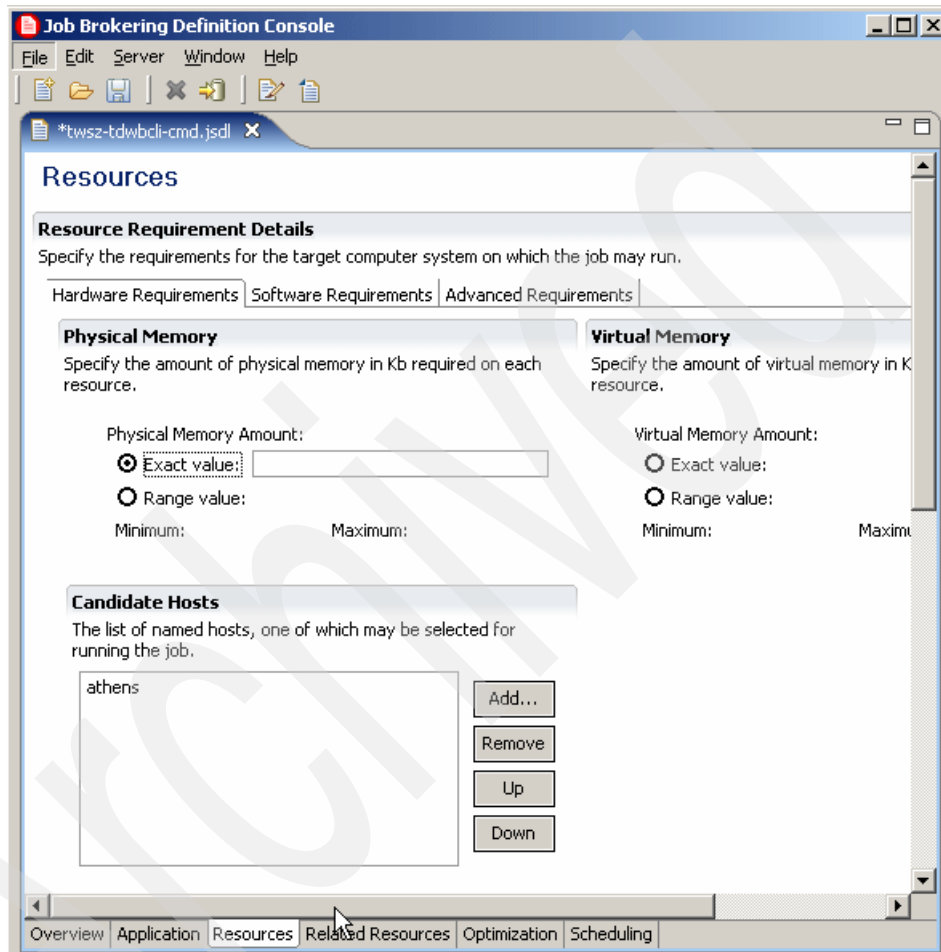 Job Brokering Definition Console
File Edit Server Window Help
*twsz-tdwbcli-cmd.jsdl
Resources
Resource Requirement Details
Specify the requirements for the target computer system on which the job may run.
Hardware Requirements Software Requirements Advanced Requirements
Physical Memory
Specify the amount of physical memory in Kb required on each
resource.
Physical Memory Amount:
Exact value:
Range value:
Minimum: Maximum:
Virtual Memory
Specify the amount of virtual memory in K
resource.
Virtual Memory Amount:
Exact value:
Range value:
Minimum: Maximu
Candidate Hosts
The list of named hosts, one of which may be selected for
running the job.
athens
Add...
Remove
Up
Down
Overview Application Resources Related Resources Optimization Scheduling
Archived